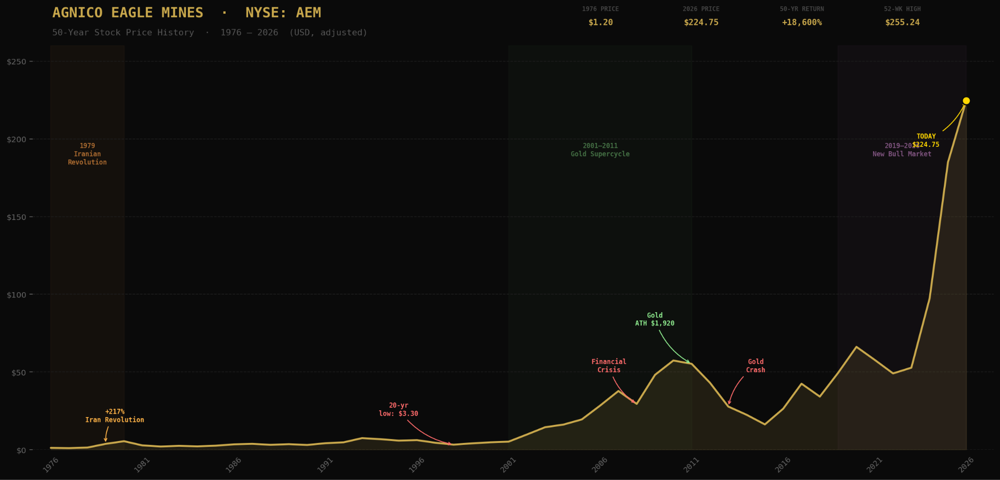 AGNICO EAGLE MINES · NYSE: AEM
50-Year Stock Price History · 1976 — 2026 (USD, adjusted)
1976 PRICE
$1.20
2026 PRICE
$224.75
50-YR RETURN
+18,600%
52-WK HIGH
$255.24
$250
$200
$150
$100
$50
$0
1979
Iranian
Revolution
2001–2011
Gold Supercycle
2019–
New Bull Market
TODAY
$224.75
Gold
ATH $1,920
Financial
Crisis
Gold
Crash
20-yr
low: $3.30
+217%
Iran Revolution
1976
1981
1986
1991
1996
2001
2006
2011
2016
2021
2026